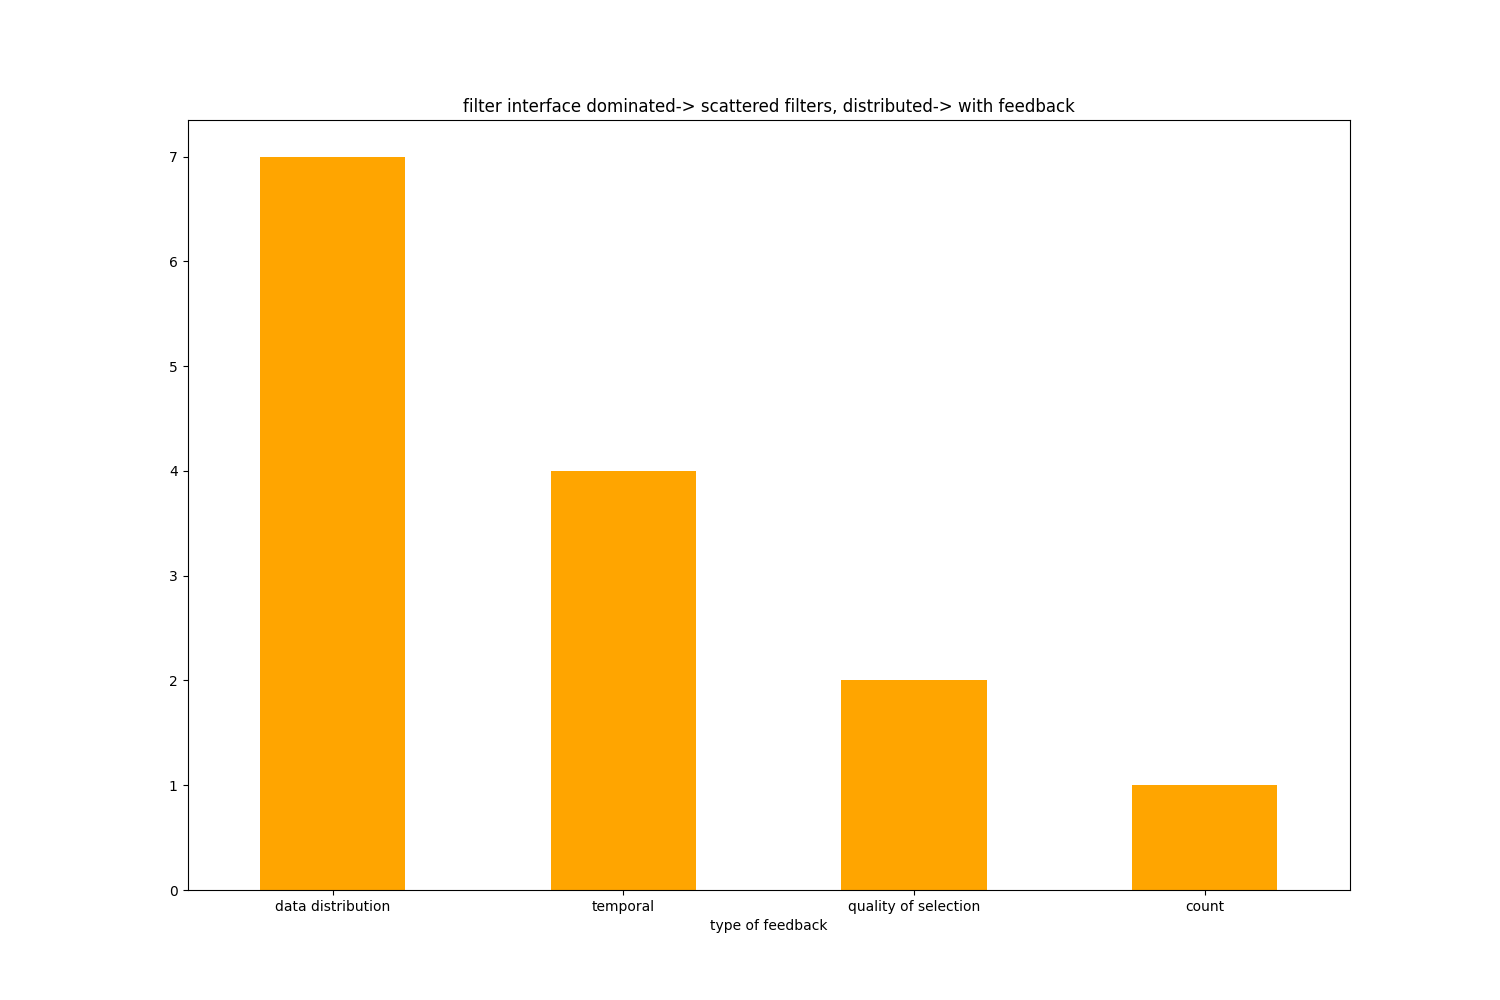 filter interface dominated-> scattered filters, distributed-> with feedback
7
6
5
4
3
2
1
0
data distribution temporal quality of selection count
type of feedback